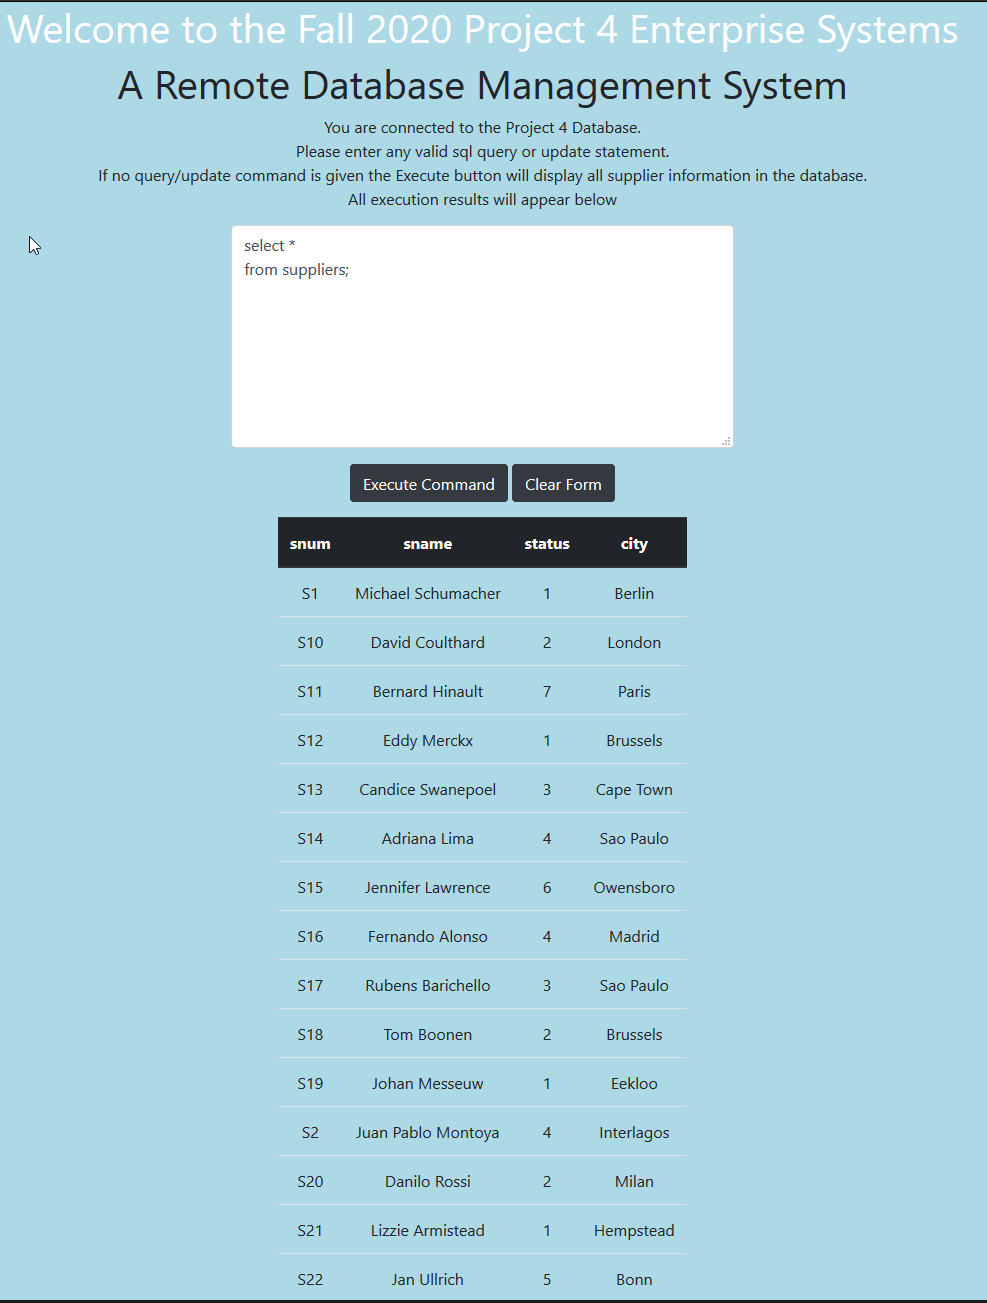 Welcome to the Fall 2020 Project 4 Enterprise Systems
A Remote Database Management System
You are connected to the Project 4 Database.
Please enter any valid sql query or update statement.
If no query/update command is given the Execute button will display all supplier information in the database.
All execution results will appear below
select *
from suppliers;
Execute Command Clear Form
snum sname status city
S1 Michael Schumacher 1 Berlin
S10 David Coulthard 2 London
S11 Bernard Hinault 7 Paris
S12 Eddy Merckx 1 Brussels
S13 Candice Swanepoel 3 Cape Town
S14 Adriana Lima 4 Sao Paulo
S15 Jennifer Lawrence 6 Owensboro
S16 Fernando Alonso 4 Madrid
S17 Rubens Barichello 3 Sao Paulo
S18 Tom Boonen 2 Brussels
S19 Johan Messeuw 1 Eekloo
S2 Juan Pablo Montoya 4 Interlagos
S20 Danilo Rossi 2 Milan
S21 Lizzie Armistead 1 Hempstead
S22 Jan Ullrich 5 Bonn